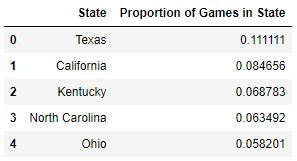 State Proportion of Games in State
0 Texas 0.111111
1 California 0.084656
2 Kentucky 0.068783
3 North Carolina 0.063492
4 Ohio 0.058201